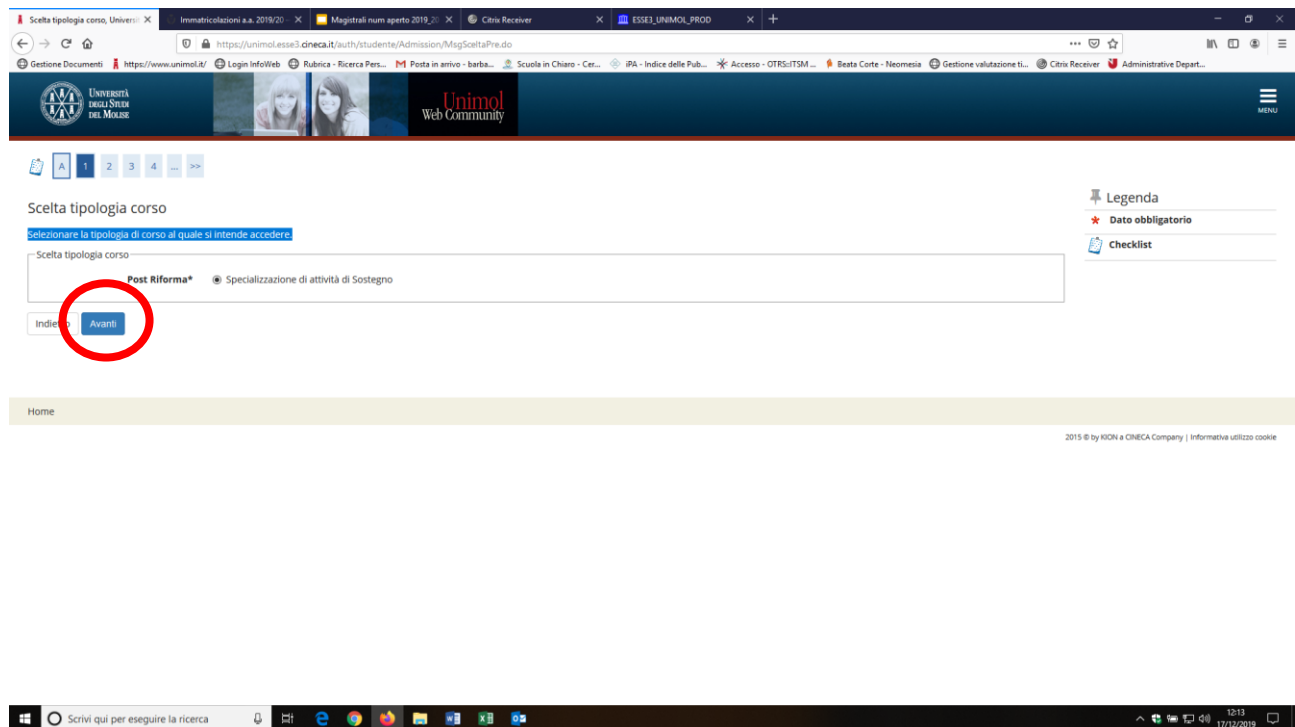 Scelta tipologia corso, Universi
Immatricolazioni a.a. 2019/20 -
Magistrali num aperto 2019_20
Citrix Receiver
ESSE3_UNIMOL_PROD
https://unimol.esse3.cineca.it/auth/studente/Admission/MsgSceltaPre.do
Gestione Documenti
https://www.unimol.it/
Login InfoWeb
Rubrica - Ricerca Pers...
Posta in arrivo - barba...
Scuola in Chiaro - Cer...
iPA - Indice delle Pub...
Accesso - OTRS::ITSM ...
Beata Corte - Neomesia
Gestione valutazione ti...
Citrix Receiver
Administrative Depart...
Università
degli Studi
del Molise
Unimol
Web Community
MENU
A 1 2 3 4 ... >>
Scelta tipologia corso
Selezionare la tipologia di corso al quale si intende accedere.
Scelta tipologia corso
Post Riforma* Specializzazione di attività di Sostegno
Indietro Avanti
Legenda
* Dato obbligatorio
Checklist
Home
2015 © by KION a CINECA Company | Informativa utilizzo cookie
Scrivi qui per eseguire la ricerca
12:13
17/12/2019